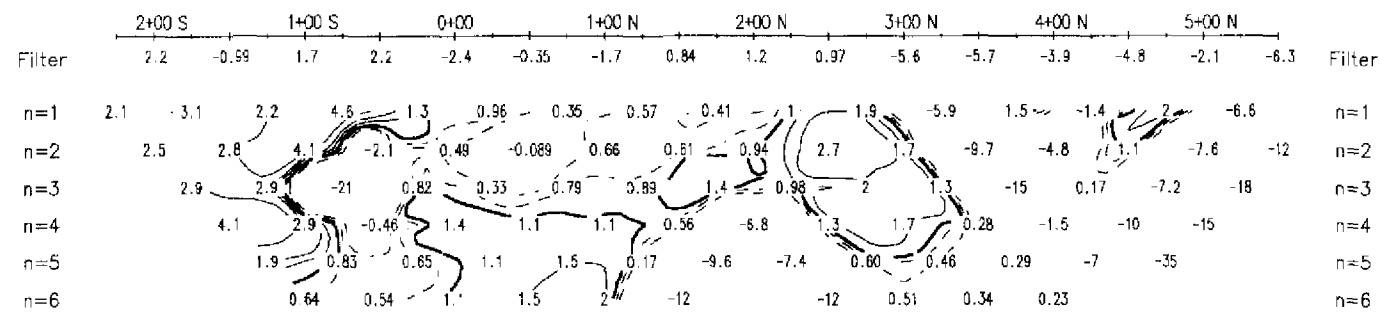 2+00 S 1+00 S 0+00 1+00 N 2+00 N 3+00 N 4+00 N 5+00 N
Filter 2.2 -0.99 1.7 2.2 -2.4 -0.35 -1.7 0.84 1.2 0.97 -5.6 -5.7 -3.9 -4.8 -2.1 -6.3 Filter
n=1 2.1 -3.1 2.2 4.6 1.3 0.96 0.35 0.57 0.41 1 1.9 -5.9 1.5 -1.4 2 -6.6 n=1
n=2 2.5 2.8 4.1 -2.1 0.49 -0.089 0.66 0.61 0.94 2.7 1.7 -9.7 -4.8 1.1 -7.6 -12 n=2
n=3 2.9 2.9 -21 0.82 0.33 0.79 0.89 1.4 0.98 2 1.3 -15 0.17 -7.2 -18 n=3
n=4 4.1 2.9 -0.46 1.4 1.1 1.1 0.56 -6.8 1.3 1.7 0.28 -1.5 -10 -15 n=4
n=5 1.9 0.83 0.65 1.1 1.5 0.17 -9.6 -7.4 0.60 0.46 0.29 -7 -35 n=5
n=6 0.64 0.54 1.1 1.5 2 -12 -12 0.51 0.34 0.23 n=6